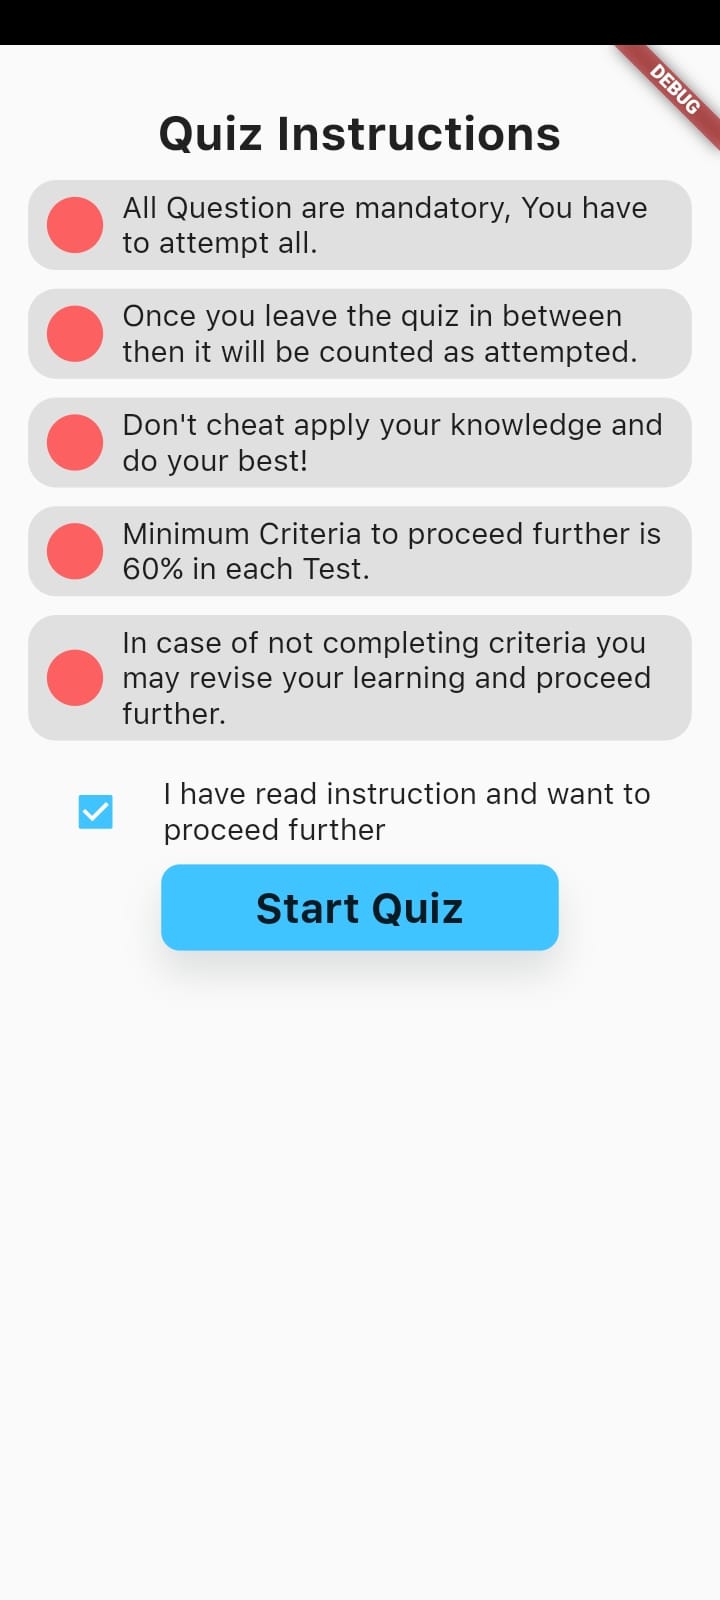 DEBUG
Quiz Instructions
All Question are mandatory, You have
to attempt all.
Once you leave the quiz in between
then it will be counted as attempted.
Don't cheat apply your knowledge and
do your best!
Minimum Criteria to proceed further is
60% in each Test.
In case of not completing criteria you
may revise your learning and proceed
further.
I have read instruction and want to
proceed further
Start Quiz